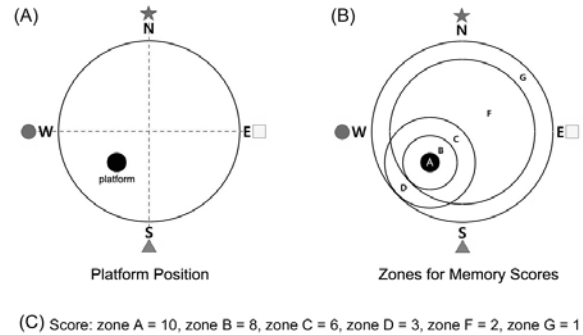 (A)
N
W
E
platform
S
Platform Position
(B)
N
G
F
W
E
C
B
A
D
S
Zones for Memory Scores
(C) Score: zone A = 10, zone B = 8, zone C = 6, zone D = 3, zone F = 2, zone G = 1